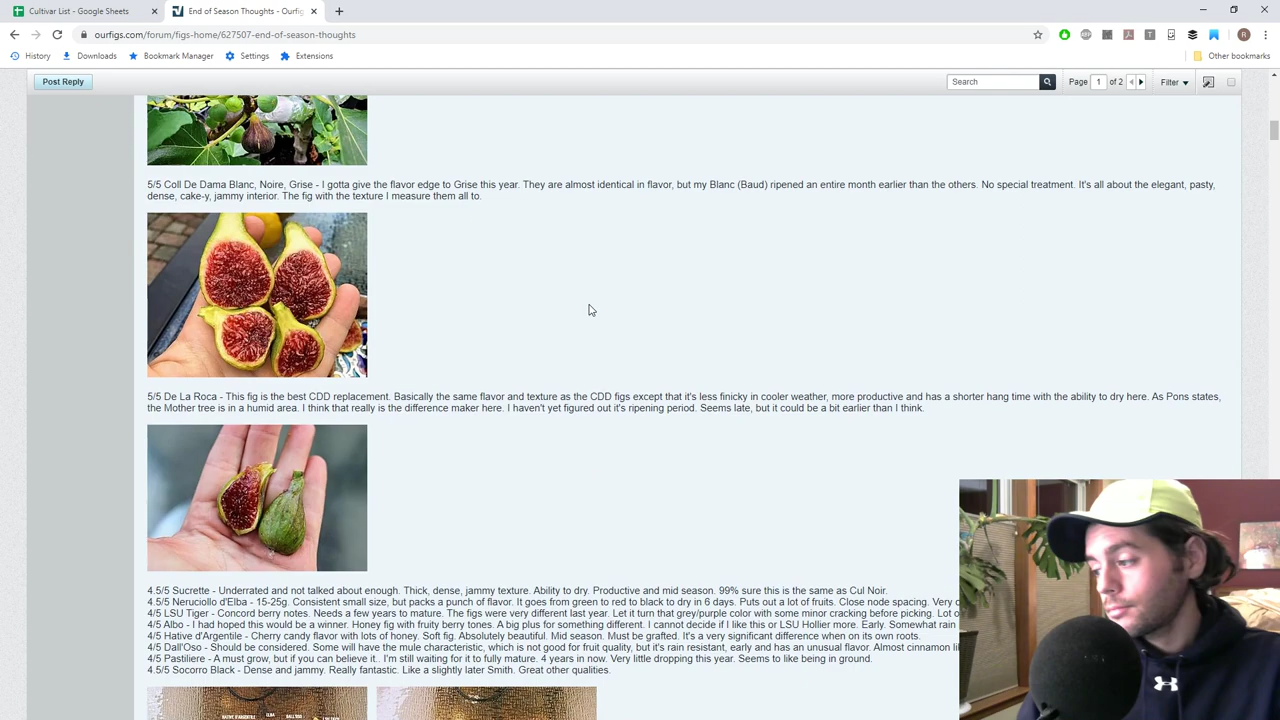 Cultivar List - Google Sheets
End of Season Thoughts - Ourfig
ourfigs.com/forum/figs-home/627507-end-of-season-thoughts
R
History
Downloads
Bookmark Manager
Settings
Extensions
Other bookmarks
Post Reply
Search
Page 1 of 2
Filter
5/5 Coll De Dama Blanc, Noire, Grise - I gotta give the flavor edge to Grise this year. They are almost identical in flavor, but my Blanc (Baud) ripened an entire month earlier than the others. No special treatment. It's all about the elegant, pasty,
dense, cake-y, jammy interior. The fig with the texture I measure them all to.
5/5 De La Roca - This fig is the best CDD replacement. Basically the same flavor and texture as the CDD figs except that it's less finicky in cooler weather, more productive and has a shorter hang time with the ability to dry here. As Pons states,
the Mother tree is in a humid area. I think that really is the difference maker here. I haven't yet figured out it's ripening period. Seems late, but it could be a bit earlier than I think.
4.5/5 Sucrette - Underrated and not talked about enough. Thick, dense, jammy texture. Ability to dry. Productive and mid season. 99% sure this is the same as Cul Noir.
4.5/5 Neruciollo d'Elba - 15-25g. Consistent small size, but packs a punch of flavor. It goes from green to red to black to dry in 6 days. Puts out a lot of fruits. Close node spacing. Very
4/5 LSU Tiger - Concord berry notes. Needs a few years to mature. The figs were very different last year. Let it turn that grey/purple color with some minor cracking before picking. Lot
4/5 Albo - I had hoped this would be a winner. Honey fig with fruity berry tones. A big plus for something different. I cannot decide if I like this or LSU Hollier more. Early. Somewhat rain
4/5 Native d'Argentile - Cherry candy flavor with lots of honey. Soft fig. Absolutely beautiful. Mid season. Must be grafted. It's a very significant difference when on its own roots.
4/5 Dall'Oso - Should be considered. Some will have the mule characteristic, which is not good for fruit quality, but it's rain resistant, early and has an unusual flavor. Almost cinnamon
4/5 Pastiliere - A must grow, but if you can believe it.. I'm still waiting for it to fully mature. 4 years in now. Very little dropping this year. Seems to like being in ground.
4.5/5 Socorro Black - Dense and jammy. Really fantastic. Like a slightly later Smith. Great other qualities.